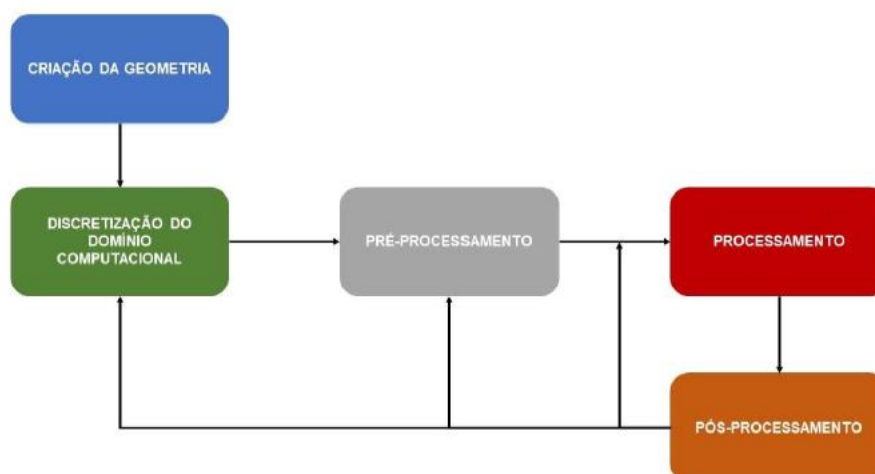 CRIAÇÃO DA GEOMETRIA
DISCRETIZAÇÃO DO
DOMÍNIO
COMPUTACIONAL
PRÉ-PROCESSAMENTO
PROCESSAMENTO
PÓS-PROCESSAMENTO